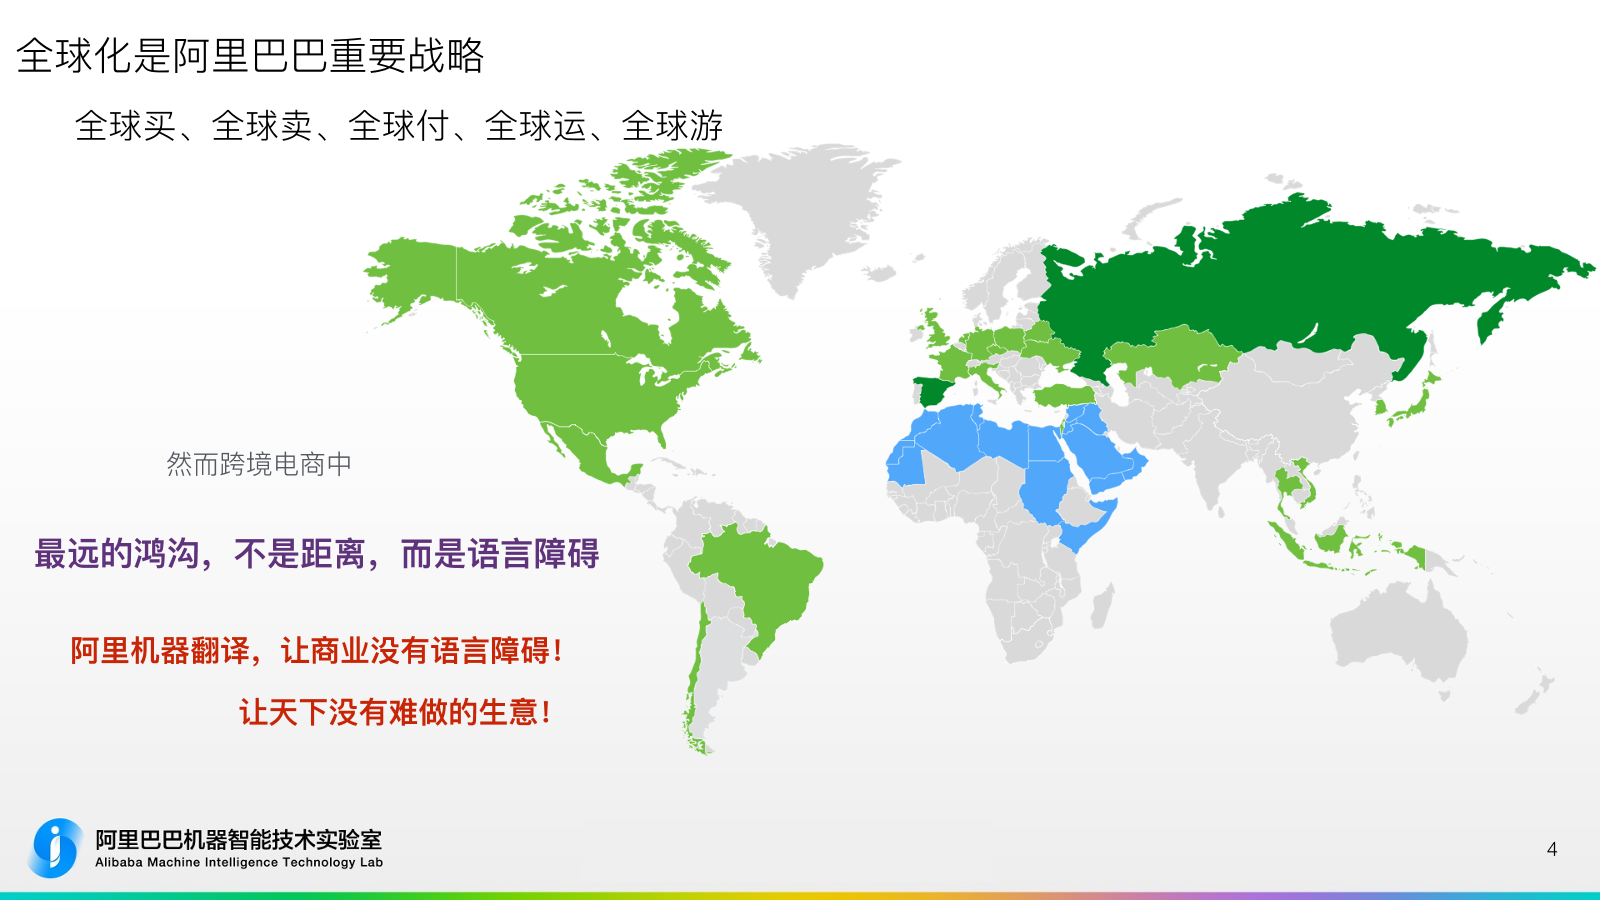 全球化是阿里巴巴重要战略
全球买、全球卖、全球付、全球运、全球游
然而跨境电商中
最远的鸿沟，不是距离，而是语言障碍
阿里机器翻译，让商业没有语言障碍！
让天下没有难做的生意！
阿里巴巴机器智能技术实验室
Alibaba Machine Intelligence Technology Lab
4